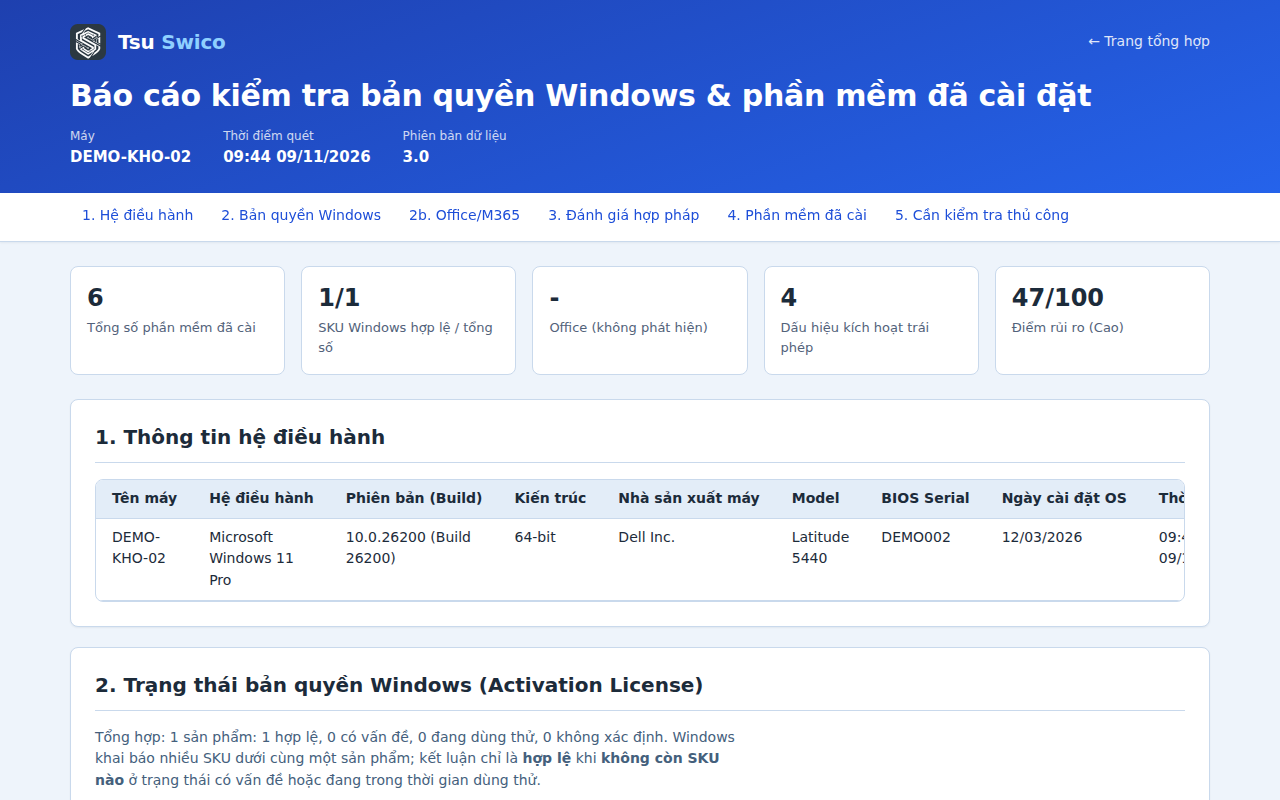 Tsu Swico
← Trang tổng hợp
Báo cáo kiểm tra bản quyền Windows & phần mềm đã cài đặt
Máy
DEMO-KHO-02
Thời điểm quét
09:44 09/11/2026
Phiên bản dữ liệu
3.0
1. Hệ điều hành
2. Bản quyền Windows
2b. Office/M365
3. Đánh giá hợp pháp
4. Phần mềm đã cài
5. Cần kiểm tra thủ công
6
Tổng số phần mềm đã cài
1/1
SKU Windows hợp lệ / tổng
số
-
Office (không phát hiện)
4
Dấu hiệu kích hoạt trái
phép
47/100
Điểm rủi ro (Cao)
1. Thông tin hệ điều hành
Tên máy
Hệ điều hành
Phiên bản (Build)
Kiến trúc
Nhà sản xuất máy
Model
BIOS Serial
Ngày cài đặt OS
DEMO-
KHO-02
Microsoft
Windows 11
Pro
10.0.26200 (Build
26200)
64-bit
Dell Inc.
Latitude
5440
DEMO002
12/03/2026
2. Trạng thái bản quyền Windows (Activation License)
Tổng hợp: 1 sản phẩm: 1 hợp lệ, 0 có vấn đề, 0 đang dùng thử, 0 không xác định. Windows
khai báo nhiều SKU dưới cùng một sản phẩm; kết luận chỉ là hợp lệ khi không còn SKU
nào ở trạng thái có vấn đề hoặc đang trong thời gian dùng thử.